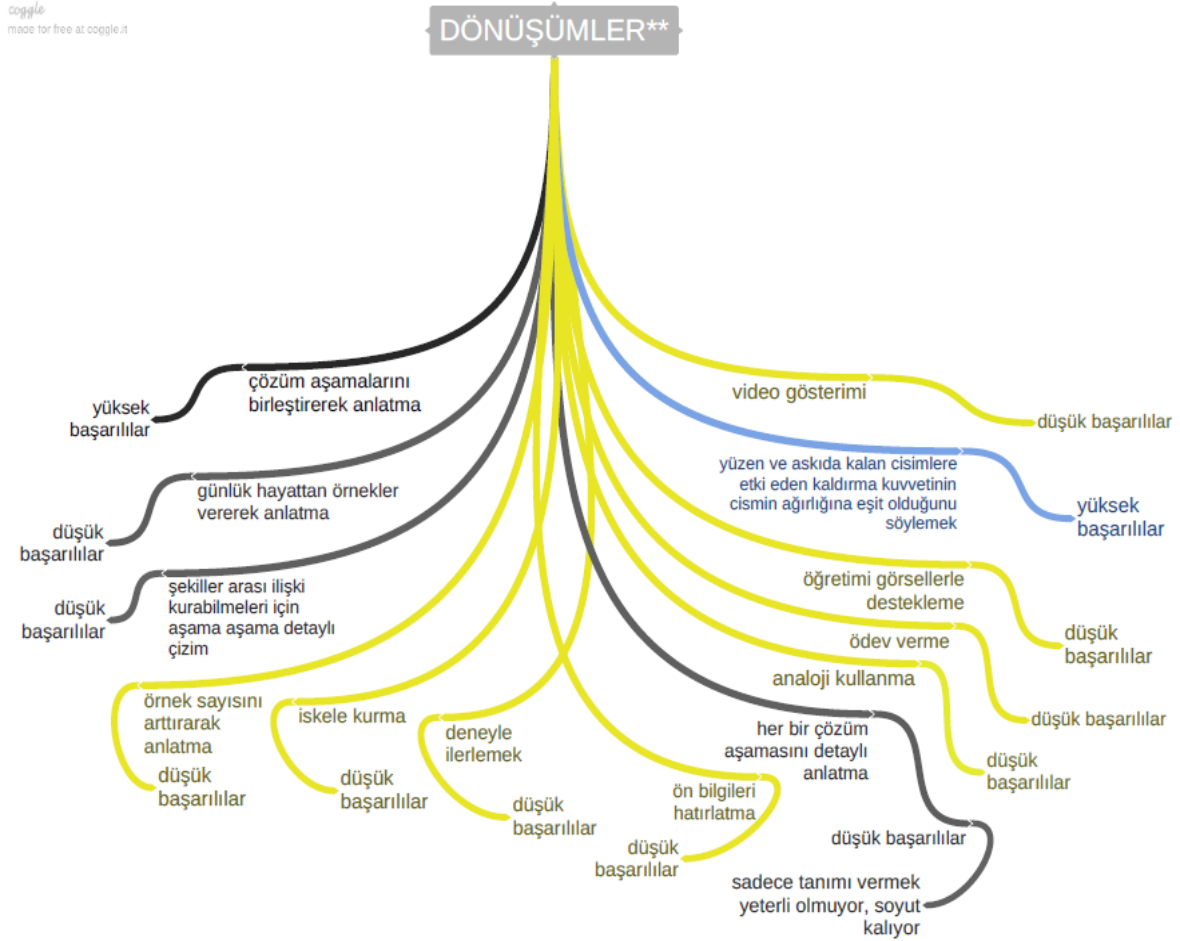 coggle
made for free at coggle.it
DÖNÜŞÜMLER**
çözüm aşamalarını
birleştirerek anlatma
yüksek
başarılılar
günlük hayattan örnekler
vererek anlatma
düşük
başarılılar
şekiller arası ilişki
kurabilmeleri için
aşama aşama detaylı
çizim
düşük
başarılılar
örnek sayısını
arttırarak
anlatma
düşük
başarılılar
iskele kurma
düşük
başarılılar
deneyle
ilerlemek
düşük
başarılılar
ön bilgileri
hatırlatma
düşük
başarılılar
her bir çözüm
aşamasını detaylı
anlatma
düşük başarılılar
sadece tanımı vermek
yeterli olmuyor, soyut
kalıyor
analoji kullanma
düşük
başarılılar
ödev verme
düşük başarılılar
öğretimi görsellerle
destekleme
düşük
başarılılar
yüzen ve askıda kalan cisimlere
etki eden kaldırma kuvvetinin
cismin ağırlığına eşit olduğunu
söylemek
yüksek
başarılılar
video gösterimi
düşük başarılılar